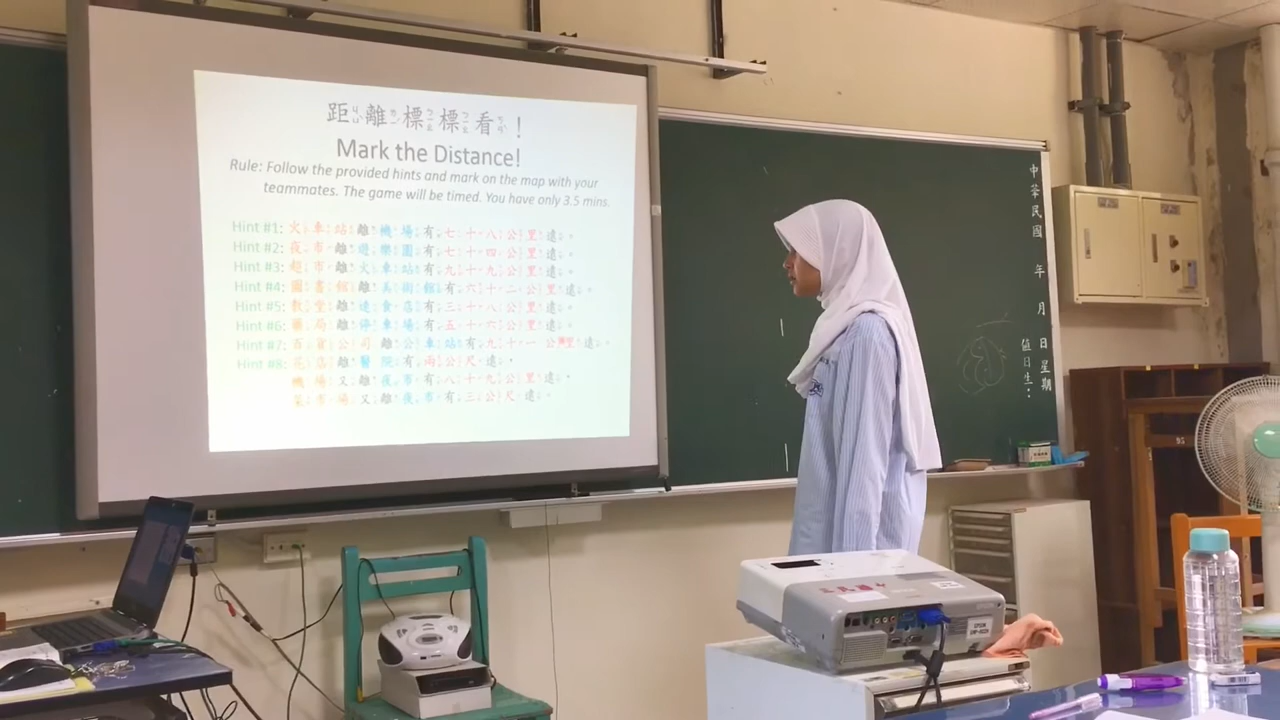 距離標標看！
Mark the Distance!
Rule: Follow the provided hints and mark on the map with your
teammates. The game will be timed. You have only 3.5 mins.
Hint #1: 火車站離機場有七十八公里遠。
Hint #2: 夜市離遊樂園有七十四公里遠。
Hint #3: 超市離火車站有九十九公里遠。
Hint #4: 圖書館離美術館有六十二公里遠。
Hint #5: 教堂離速食店有三十八公里遠。
Hint #6: 藥局離停車場有五十六公里遠。
Hint #7: 百貨公司離公車站有九十一公里遠。
Hint #8: 花店離醫院有兩公尺遠，
機場又離夜市有八十九公里遠。
菜市場又離夜市有三公尺遠。
中華民國 年 月 日 星期
值日生：
EPSON